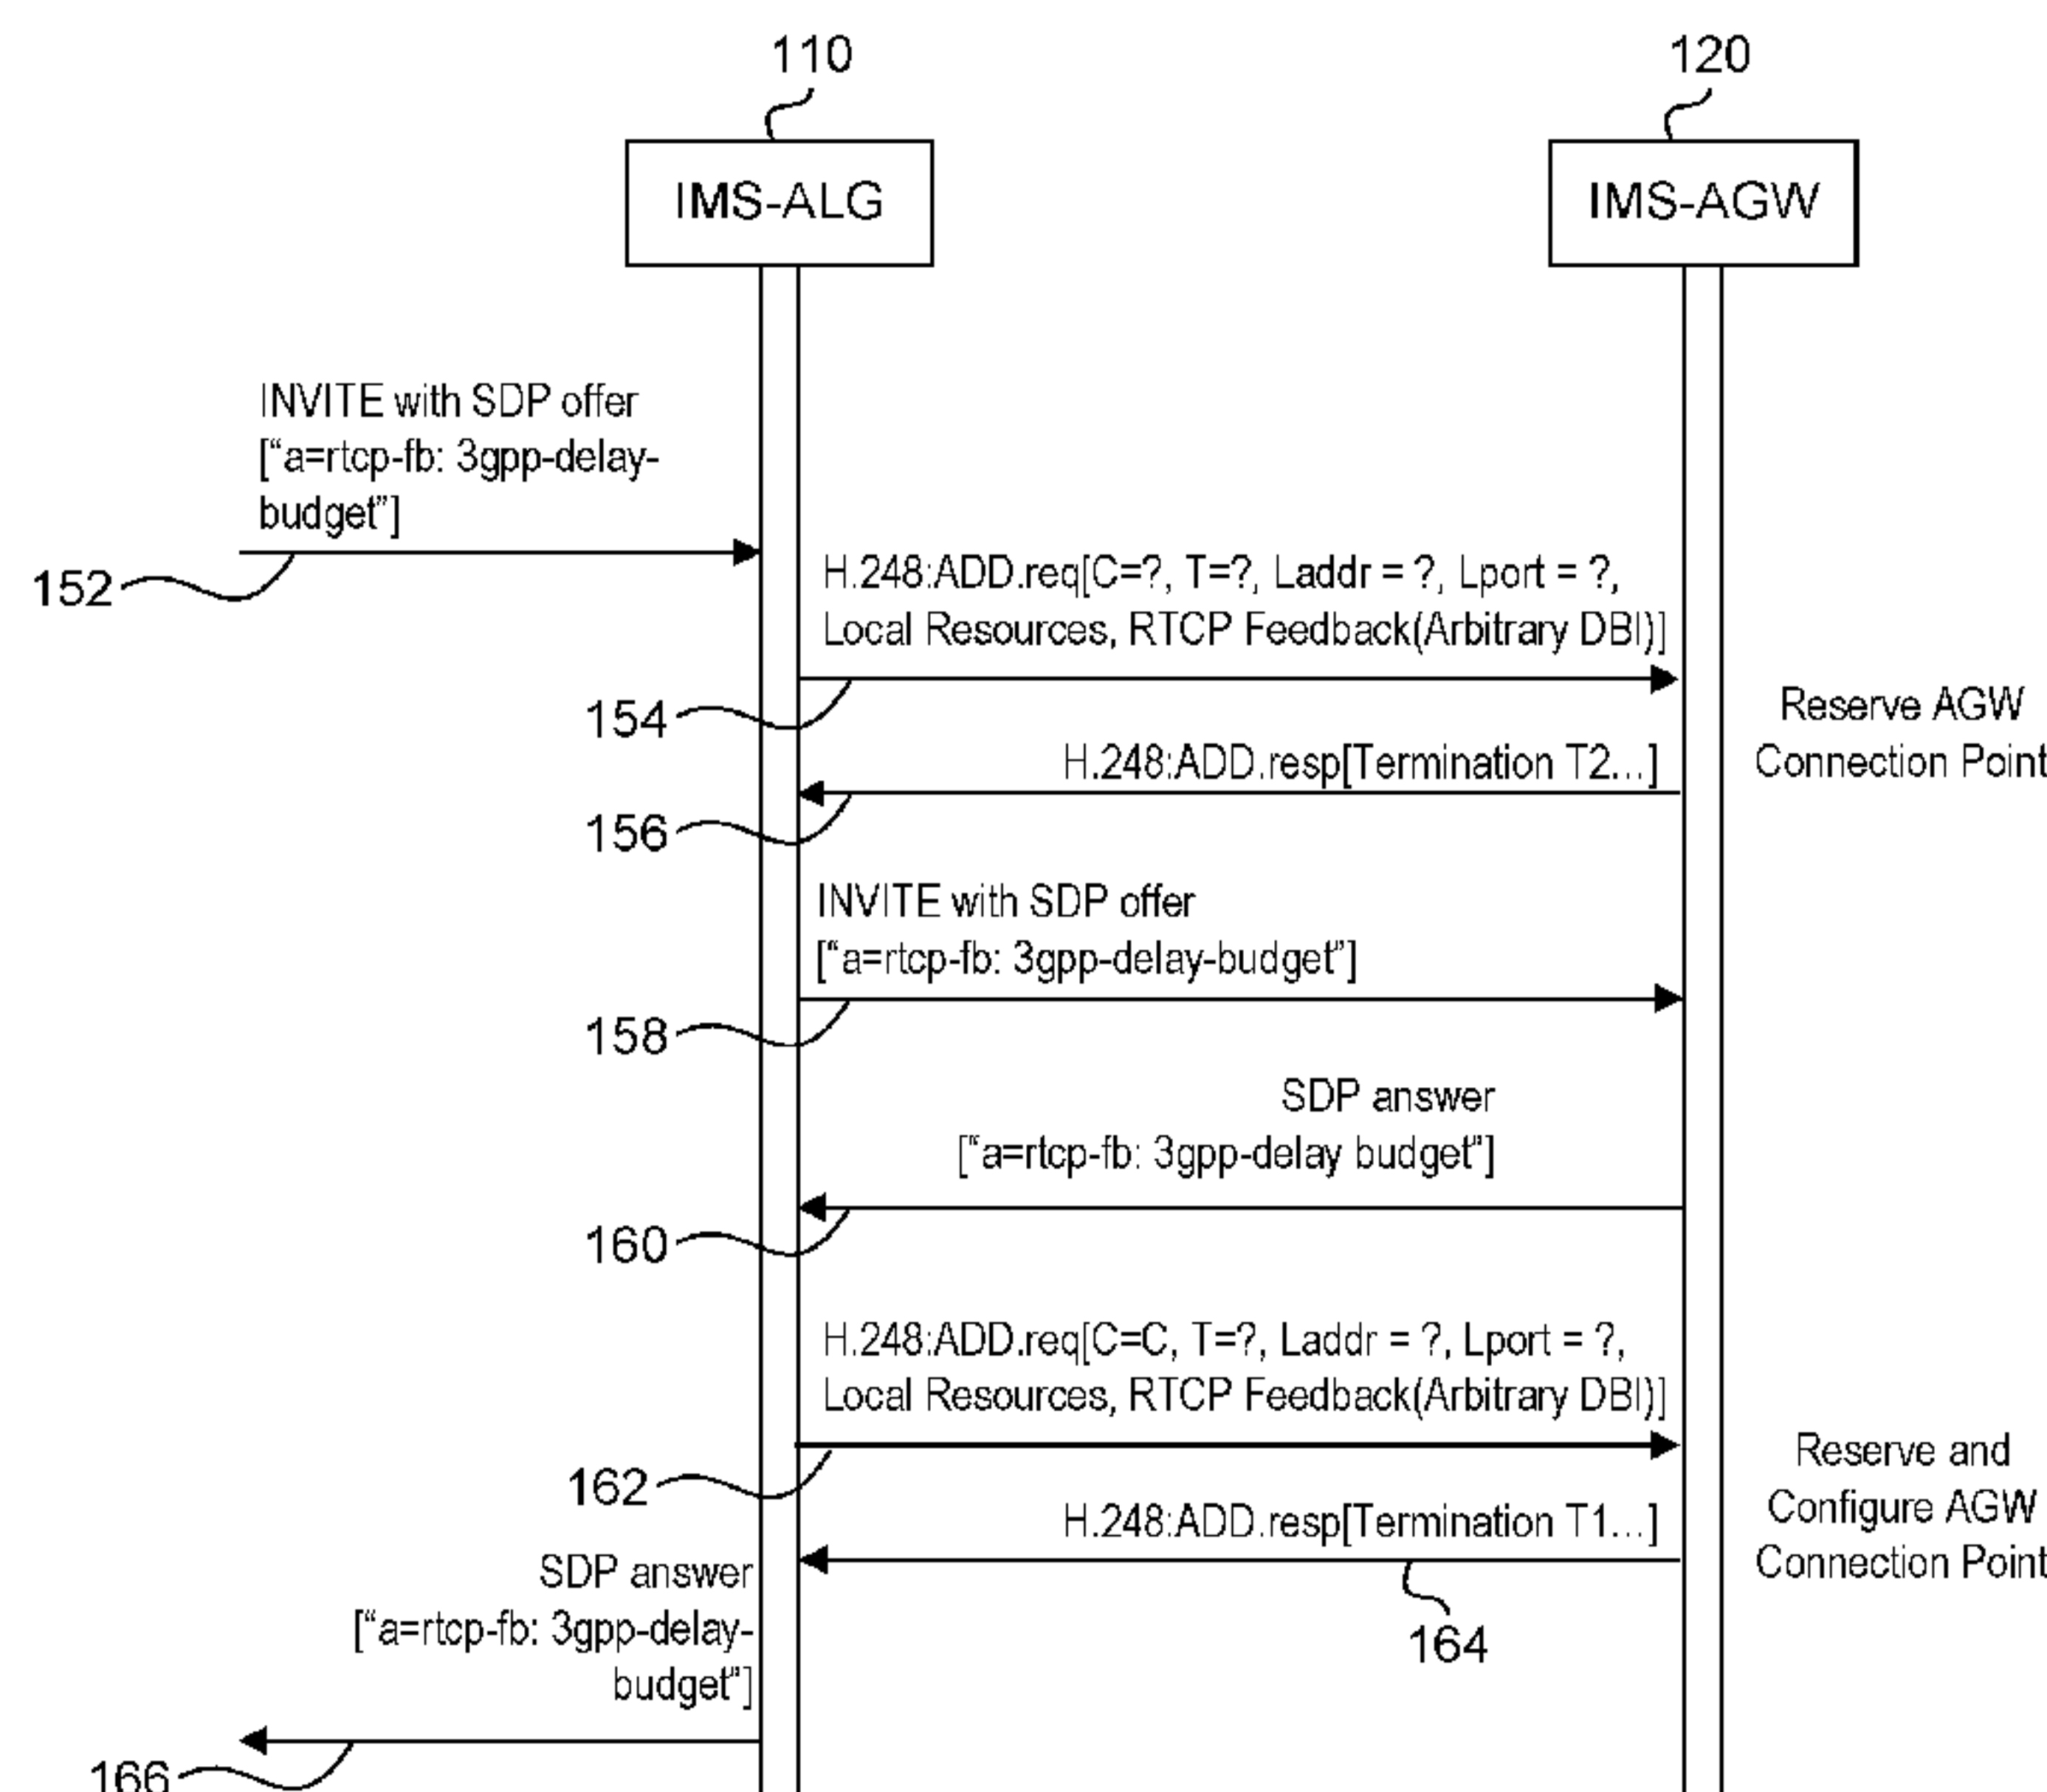 110
120
IMS-ALG
IMS-AGW
INVITE with SDP offer
[“a=rtcp-fb: 3gpp-delay-
budget”]
152
H.248:ADD.req[C=?, T=?, Laddr = ?, Lport = ?,
Local Resources, RTCP Feedback(Arbitrary DBI)]
154
Reserve AGW
Connection Point
H.248:ADD.resp[Termination T2...]
156
INVITE with SDP offer
[“a=rtcp-fb: 3gpp-delay-budget”]
158
SDP answer
[“a=rtcp-fb: 3gpp-delay budget”]
160
H.248:ADD.req[C=C, T=?, Laddr = ?, Lport = ?,
Local Resources, RTCP Feedback(Arbitrary DBI)]
162
Reserve and
Configure AGW
Connection Point
H.248:ADD.resp[Termination T1...]
164
SDP answer
[“a=rtcp-fb: 3gpp-delay-
budget”]
166